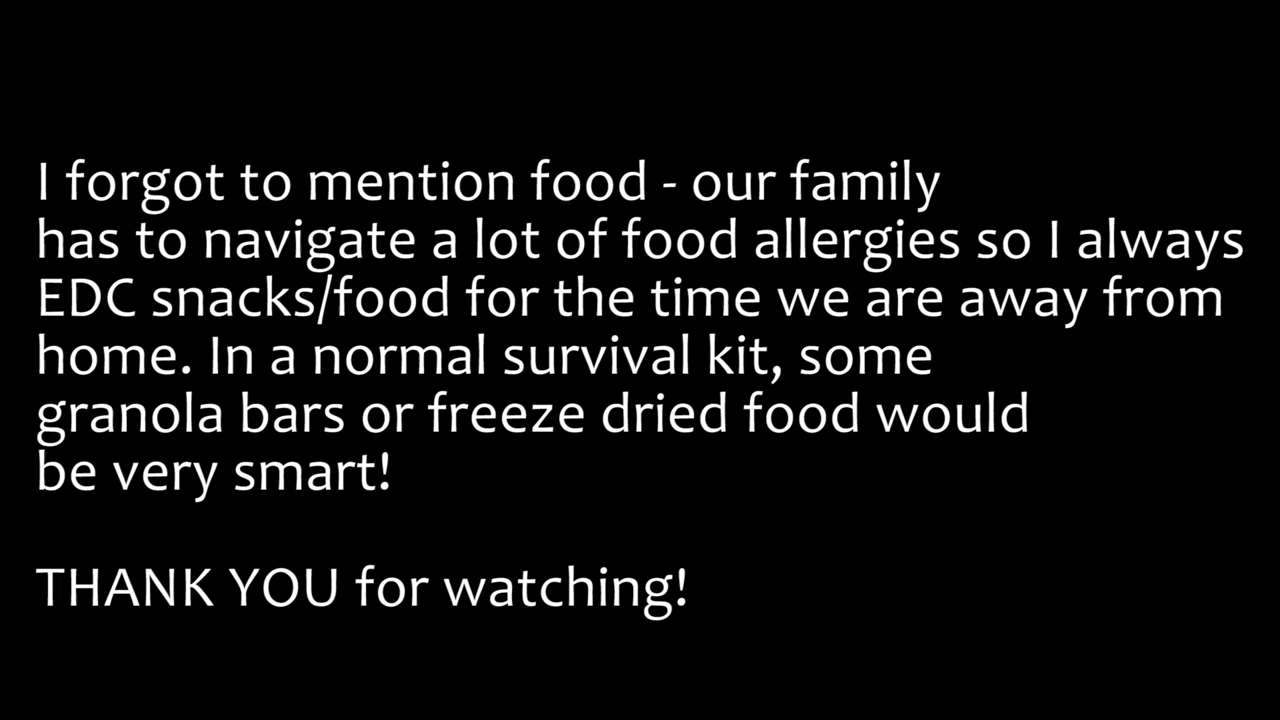 I forgot to mention food - our family
has to navigate a lot of food allergies so I always
EDC snacks/food for the time we are away from
home. In a normal survival kit, some
granola bars or freeze dried food would
be very smart!
THANK YOU for watching!